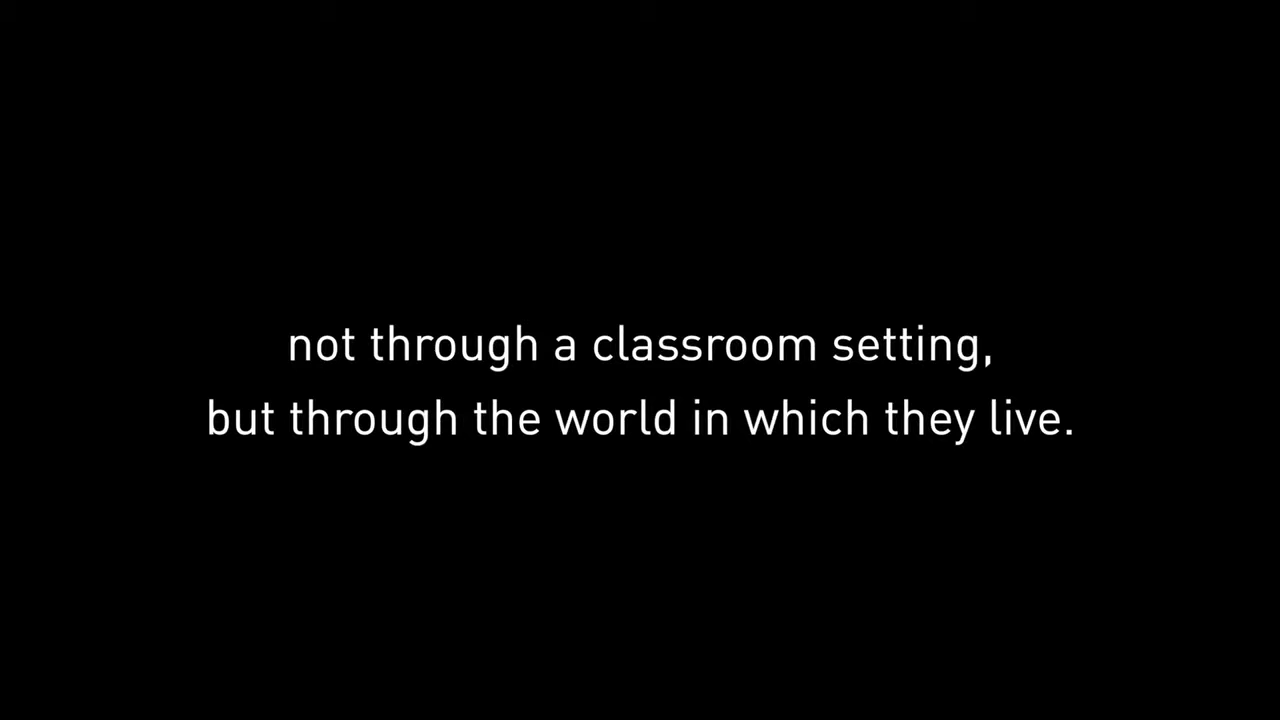 not through a classroom setting,
but through the world in which they live.